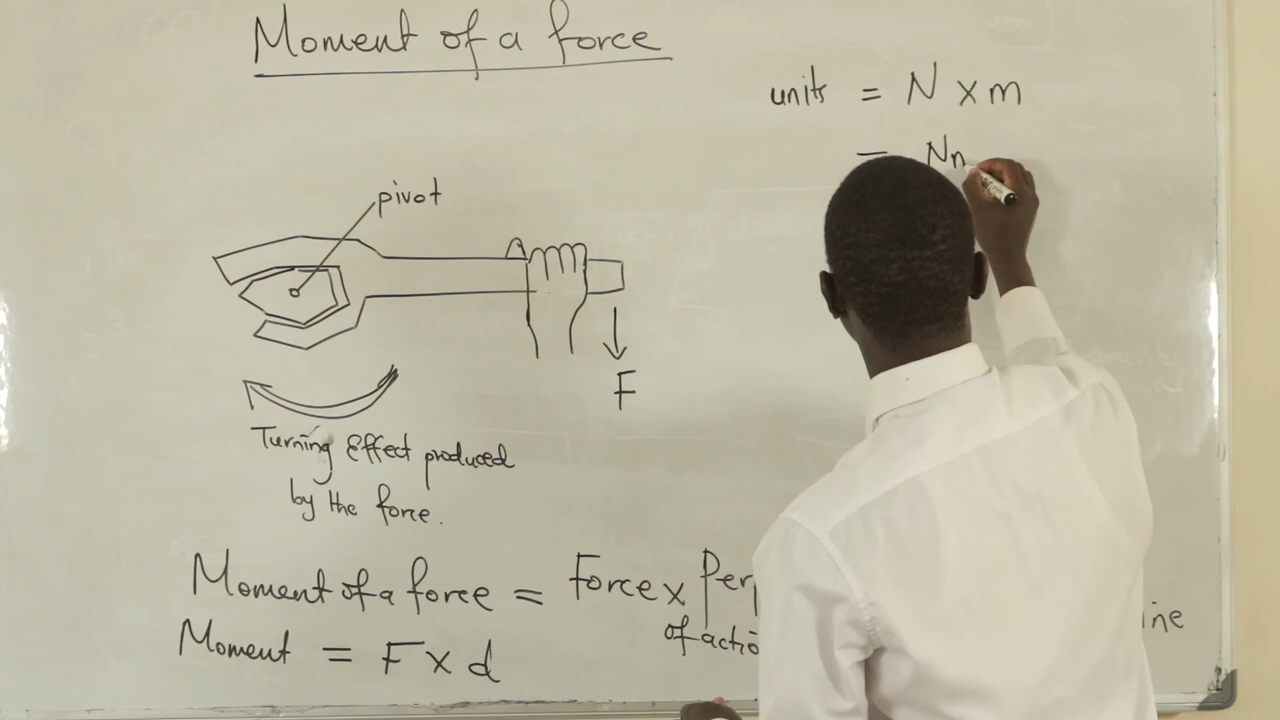 Moment of a force
units = N x m
= Nn
pivot
F
Turning Effect produced
by the force.
Moment of a force = Force x Per
of actio
ine
Moment = F x d